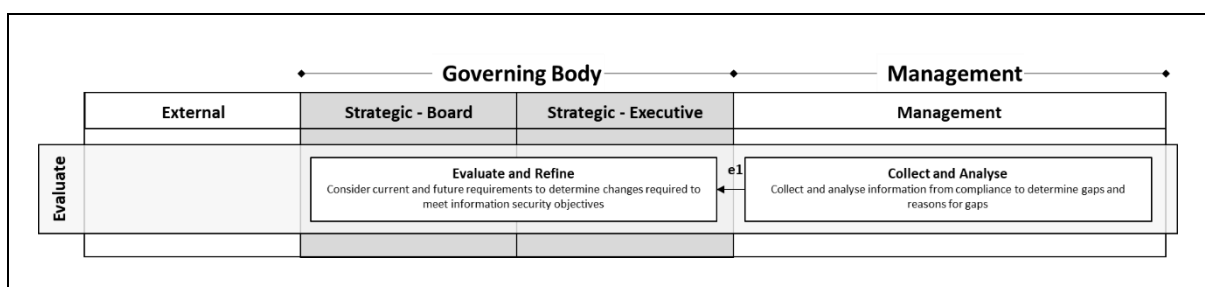 Governing Body
Management
External
Strategic - Board
Strategic - Executive
Management
Evaluate
Evaluate and Refine
Consider current and future requirements to determine changes required to
meet information security objectives
e1
Collect and Analyse
Collect and analyse information from compliance to determine gaps and
reasons for gaps